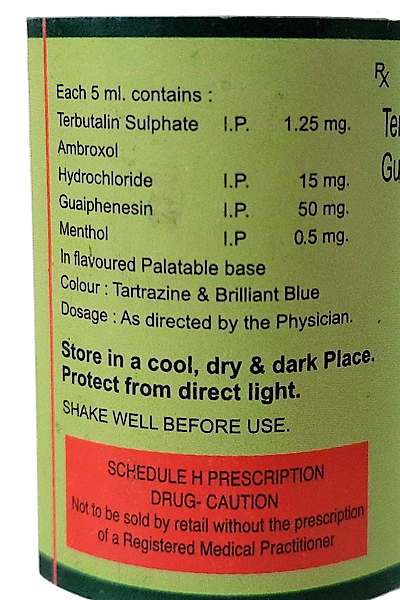 Each 5 ml. contains :
Terbutalin Sulphate I.P. 1.25 mg.
Ambroxol
Hydrochloride I.P. 15 mg.
Guaiphenesin I.P. 50 mg.
Menthol I.P 0.5 mg.
In flavoured Palatable base
Colour : Tartrazine & Brilliant Blue
Dosage : As directed by the Physician.
Store in a cool, dry & dark Place.
Protect from direct light.
SHAKE WELL BEFORE USE.
SCHEDULE H PRESCRIPTION
DRUG- CAUTION
Not to be sold by retail without the prescription
of a Registered Medical Practitioner
Rx